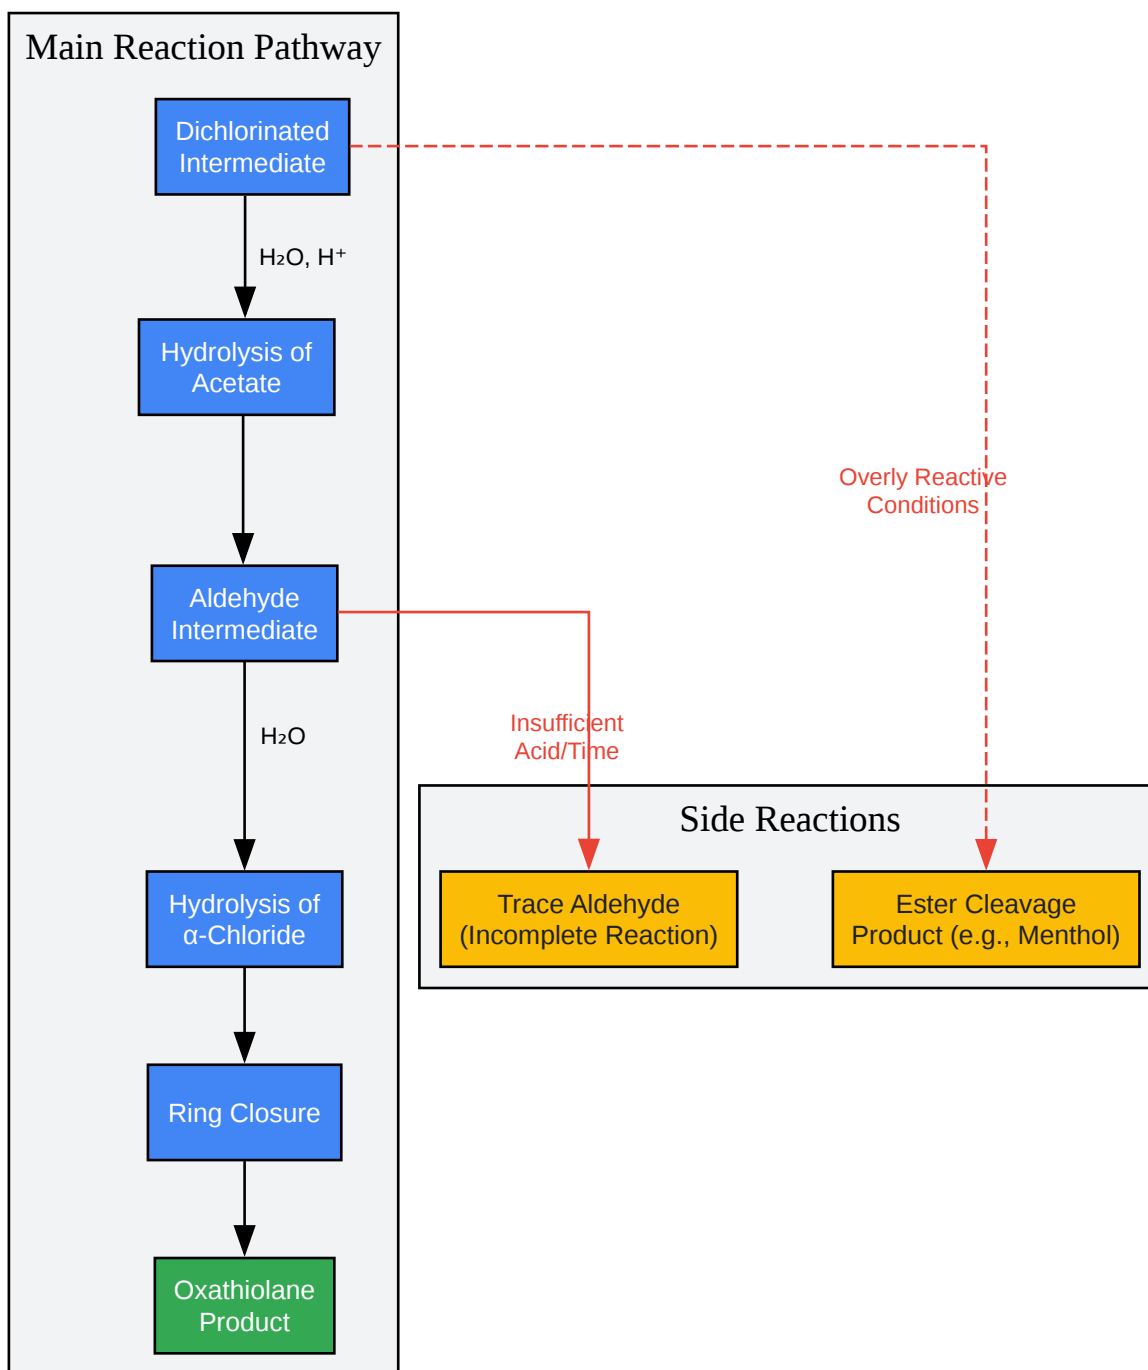 Main Reaction Pathway
Dichlorinated
Intermediate
H₂O, H⁺
Hydrolysis of
Acetate
Overly Reactive
Conditions
Aldehyde
Intermediate
Insufficient
Acid/Time
H₂O
Side Reactions
Hydrolysis of
α-Chloride
Trace Aldehyde
(Incomplete Reaction)
Ester Cleavage
Product (e.g., Menthol)
Ring Closure
Oxathiolane
Product